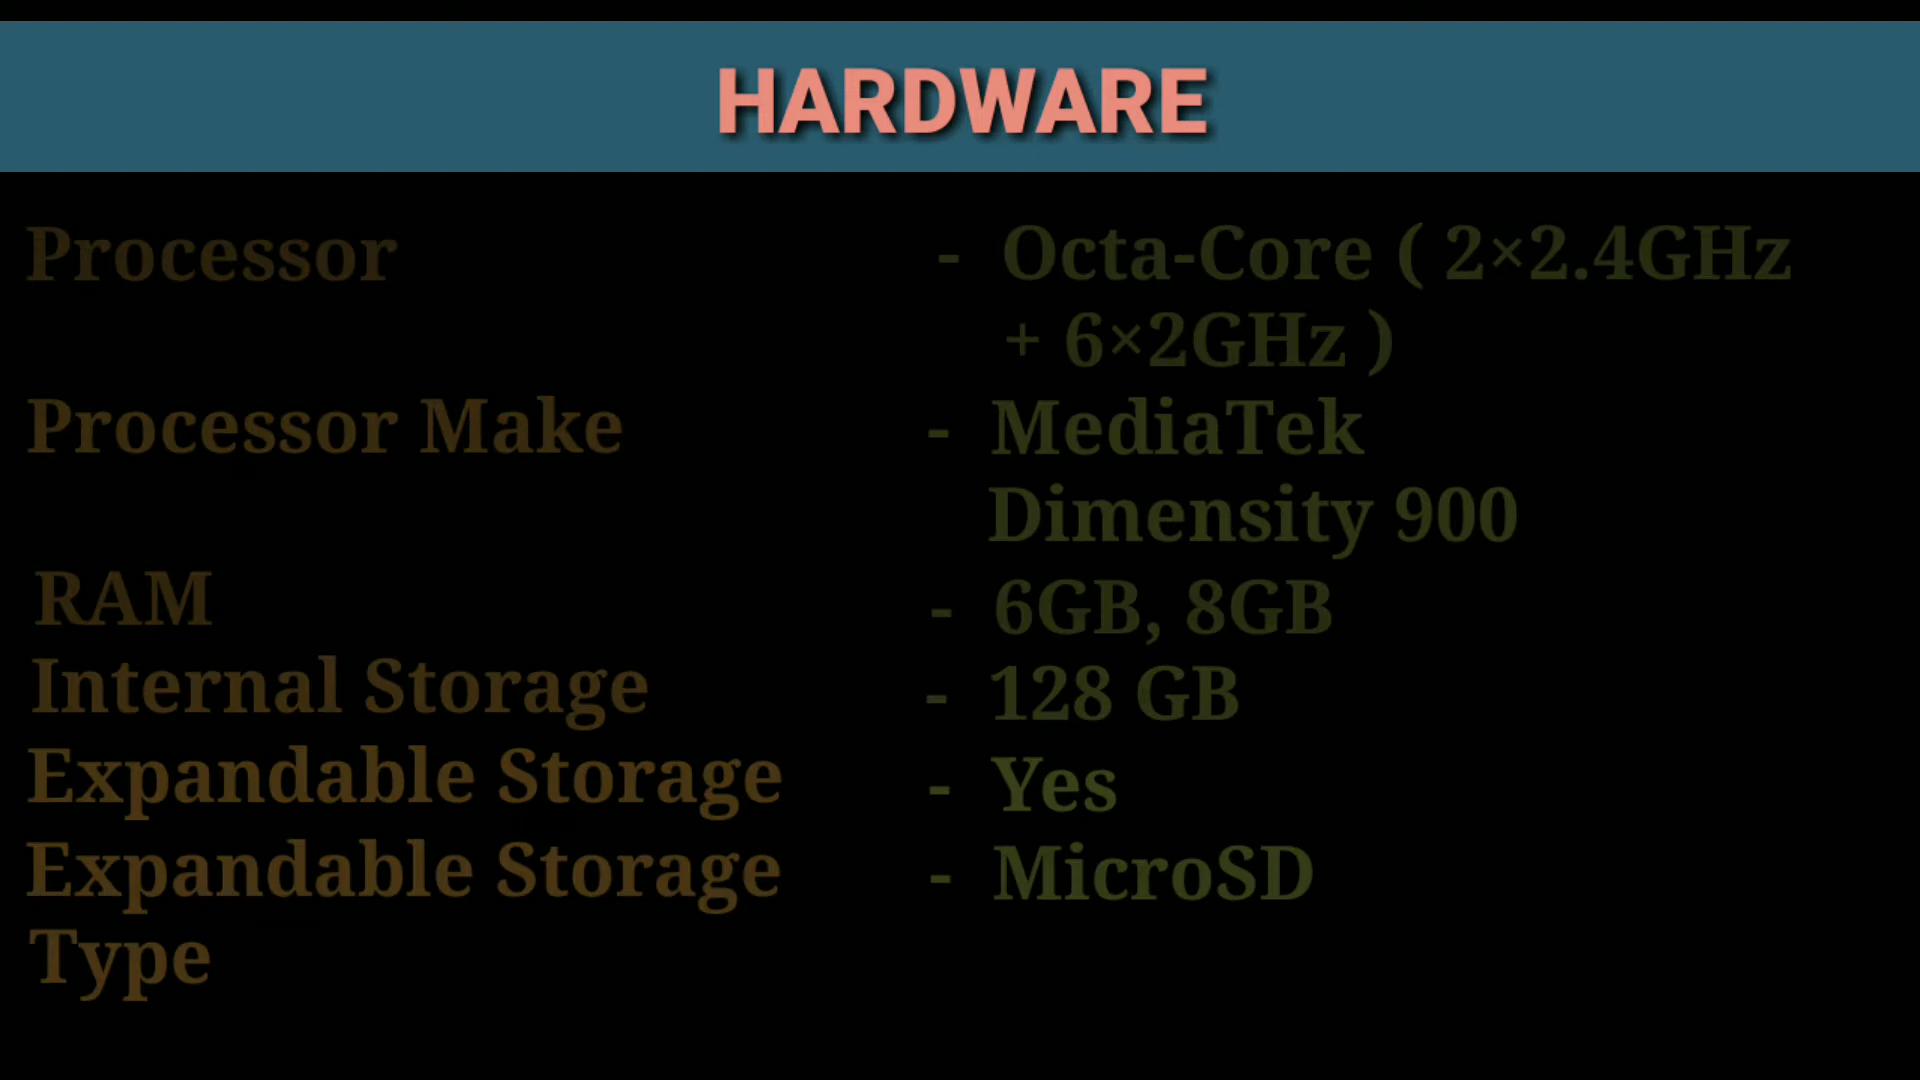 HARDWARE
Processor - Octa-Core ( 2×2.4GHz
+ 6×2GHz )
Processor Make - MediaTek
Dimensity 900
RAM - 6GB, 8GB
Internal Storage - 128 GB
Expandable Storage - Yes
Expandable Storage - MicroSD
Type